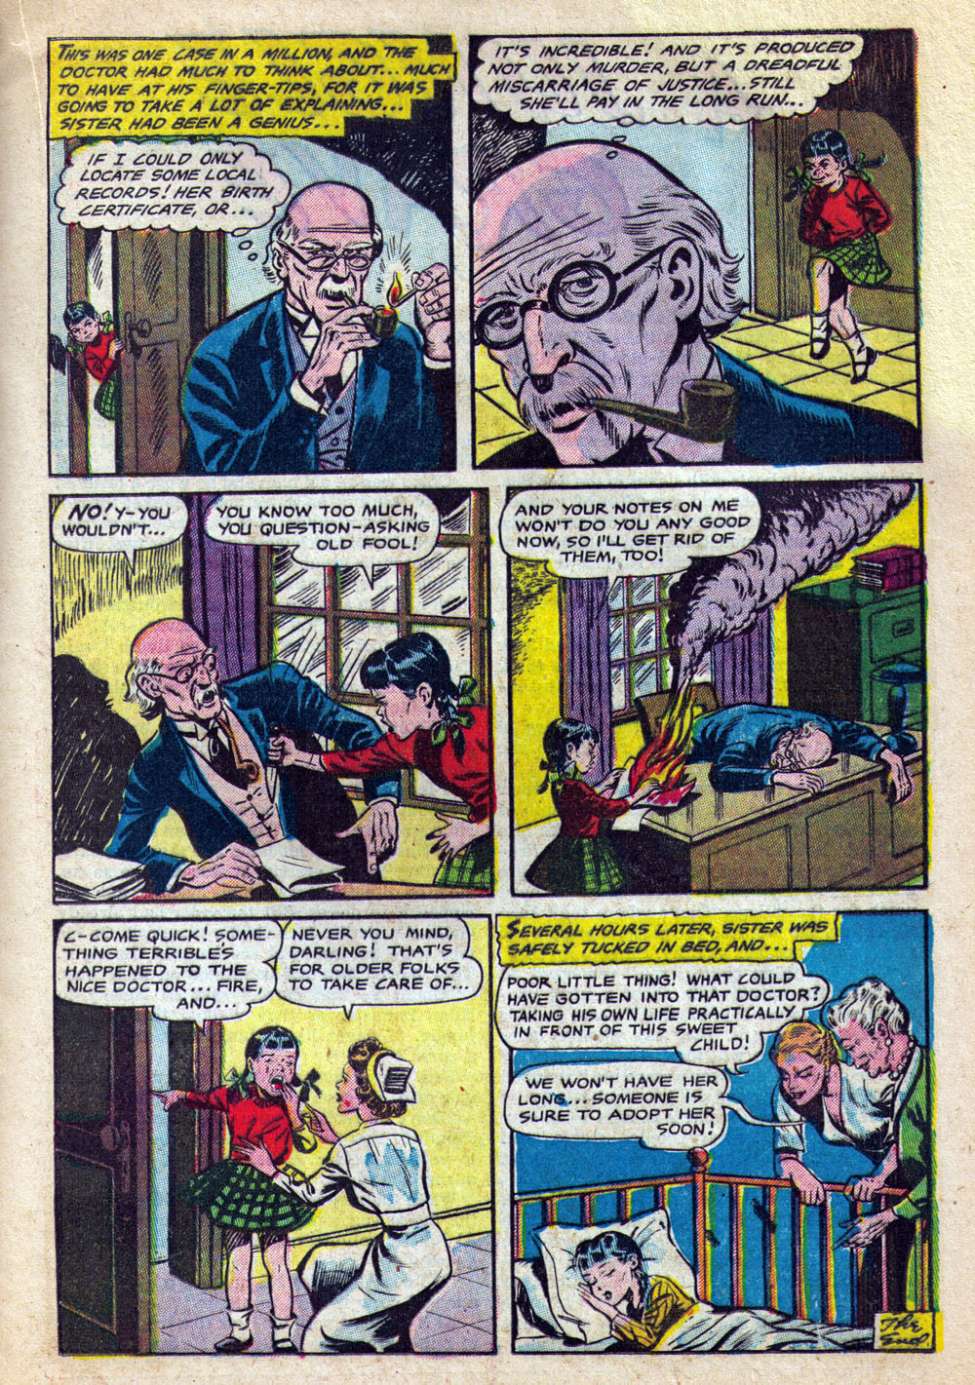 THIS WAS ONE CASE IN A MILLION, AND THE
DOCTOR HAD MUCH TO THINK ABOUT... MUCH
TO HAVE AT HIS FINGER-TIPS, FOR IT WAS
GOING TO TAKE A LOT OF EXPLAINING...
SISTER HAD BEEN A GENIUS...
IF I COULD ONLY
LOCATE SOME LOCAL
RECORDS! HER BIRTH
CERTIFICATE, OR...
IT'S INCREDIBLE! AND IT'S PRODUCED
NOT ONLY MURDER, BUT A DREADFUL
MISCARRIAGE OF JUSTICE... STILL
SHE'LL PAY IN THE LONG RUN...
NO! Y-YOU
WOULDN'T...
YOU KNOW TOO MUCH,
YOU QUESTION-ASKING
OLD FOOL!
AND YOUR NOTES ON ME
WON'T DO YOU ANY GOOD
NOW, SO I'LL GET RID OF
THEM, TOO!
C-COME QUICK! SOME-
THING TERRIBLE'S
HAPPENED TO THE
NICE DOCTOR... FIRE,
AND...
NEVER YOU MIND,
DARLING! THAT'S
FOR OLDER FOLKS
TO TAKE CARE OF...
SEVERAL HOURS LATER, SISTER WAS
SAFELY TUCKED IN BED, AND...
POOR LITTLE THING! WHAT COULD
HAVE GOTTEN INTO THAT DOCTOR?
TAKING HIS OWN LIFE PRACTICALLY
IN FRONT OF THIS SWEET
CHILD!
WE WON'T HAVE HER
LONG... SOMEONE IS
SURE TO ADOPT HER
SOON!
The
End!